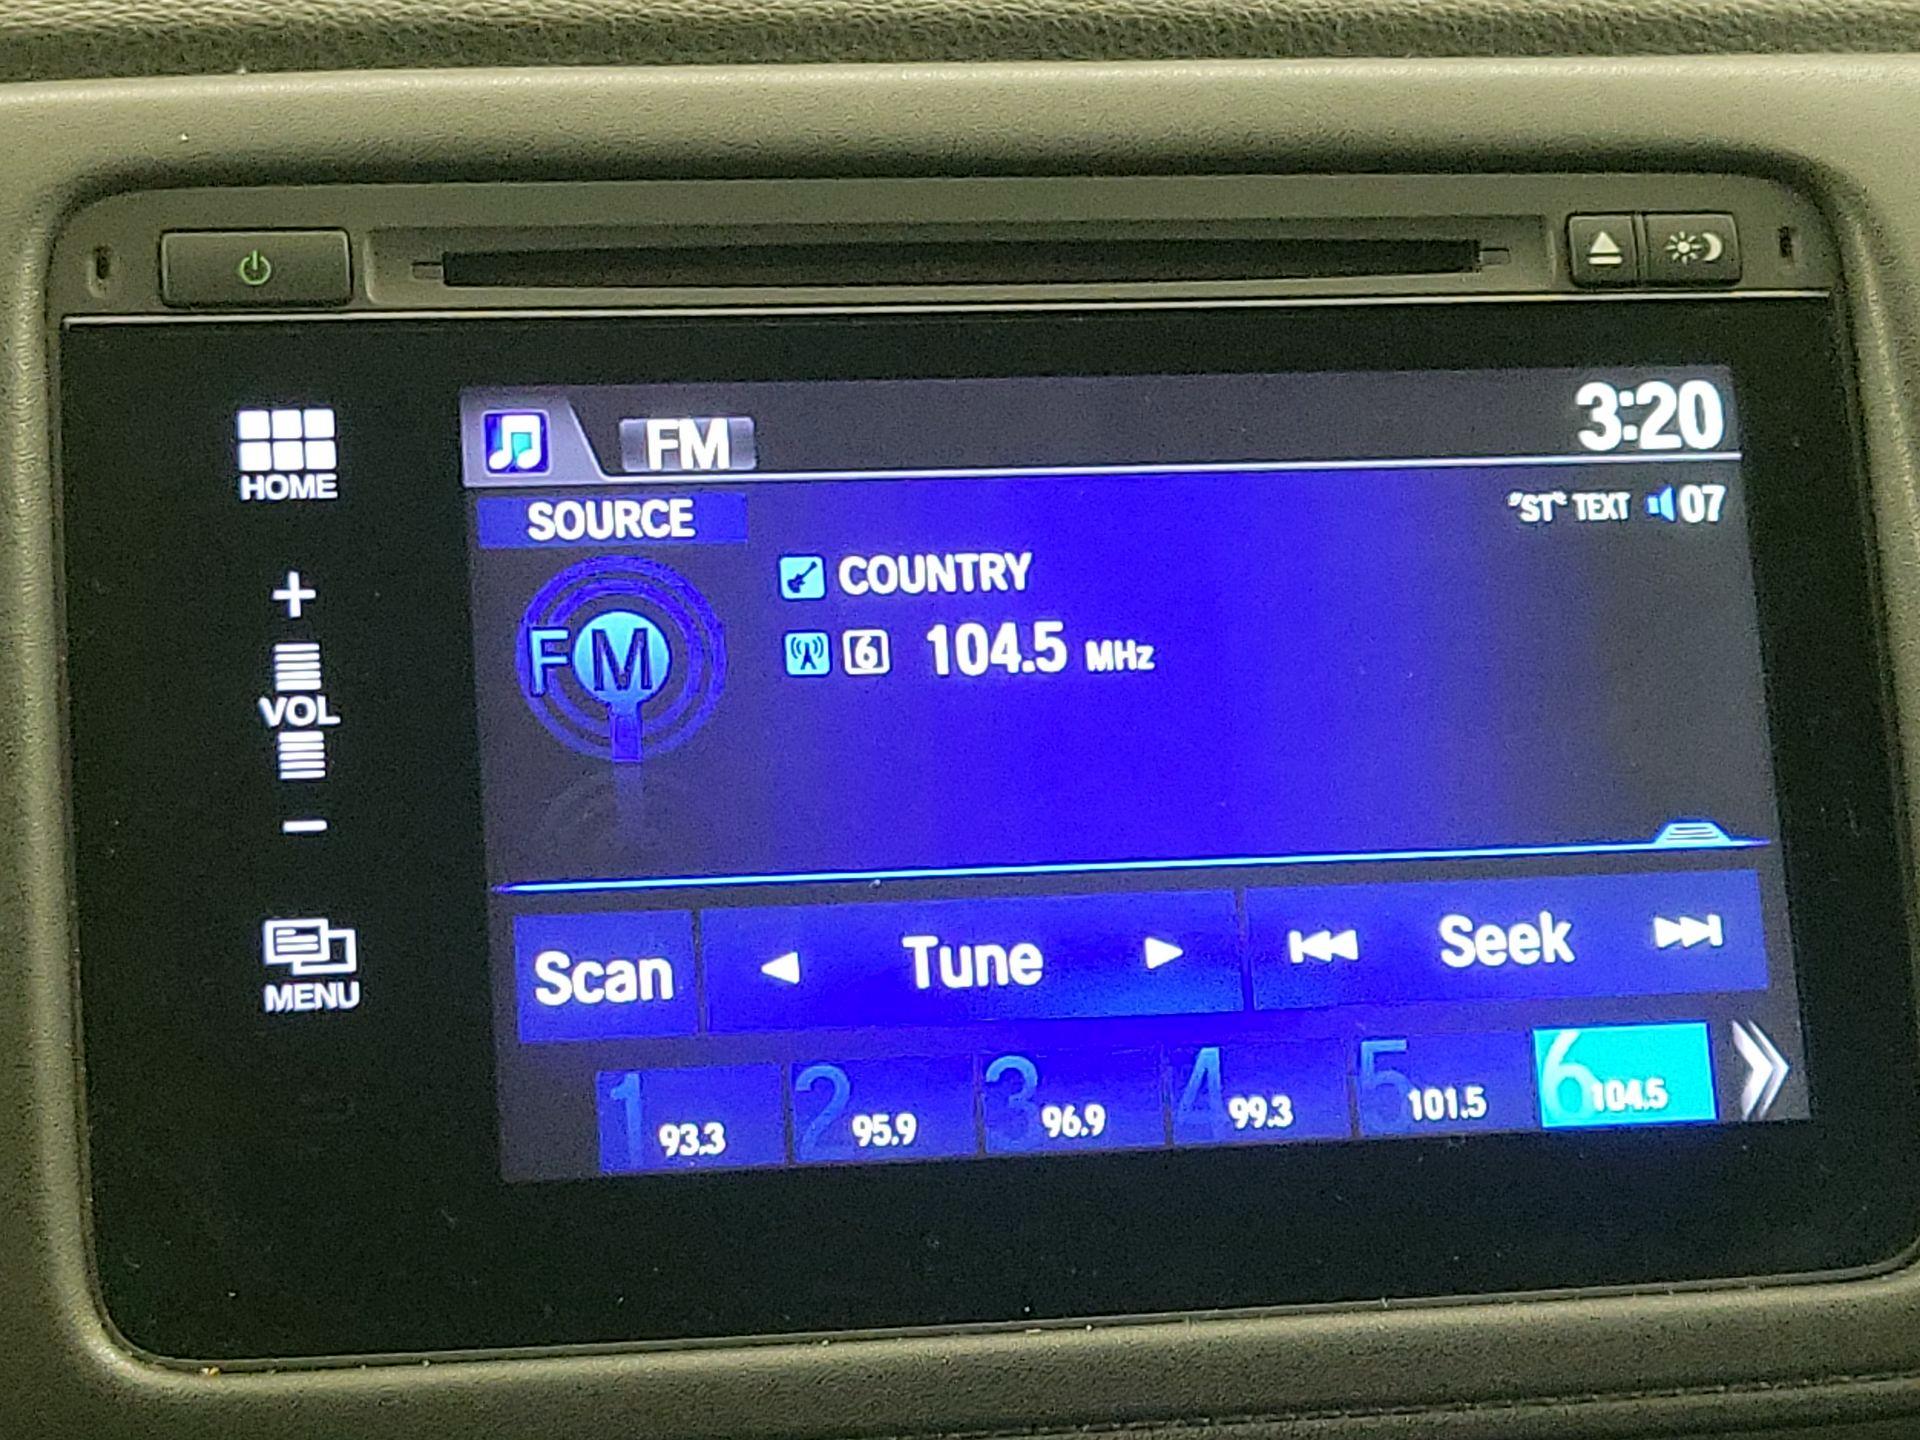 HOME
+
VOL
−
MENU
FM
3:20
SOURCE
"ST" TEXT 07
FM
COUNTRY
6 104.5 MHz
Scan
Tune
Seek
1 93.3
2 95.9
3 96.9
4 99.3
5 101.5
6 104.5